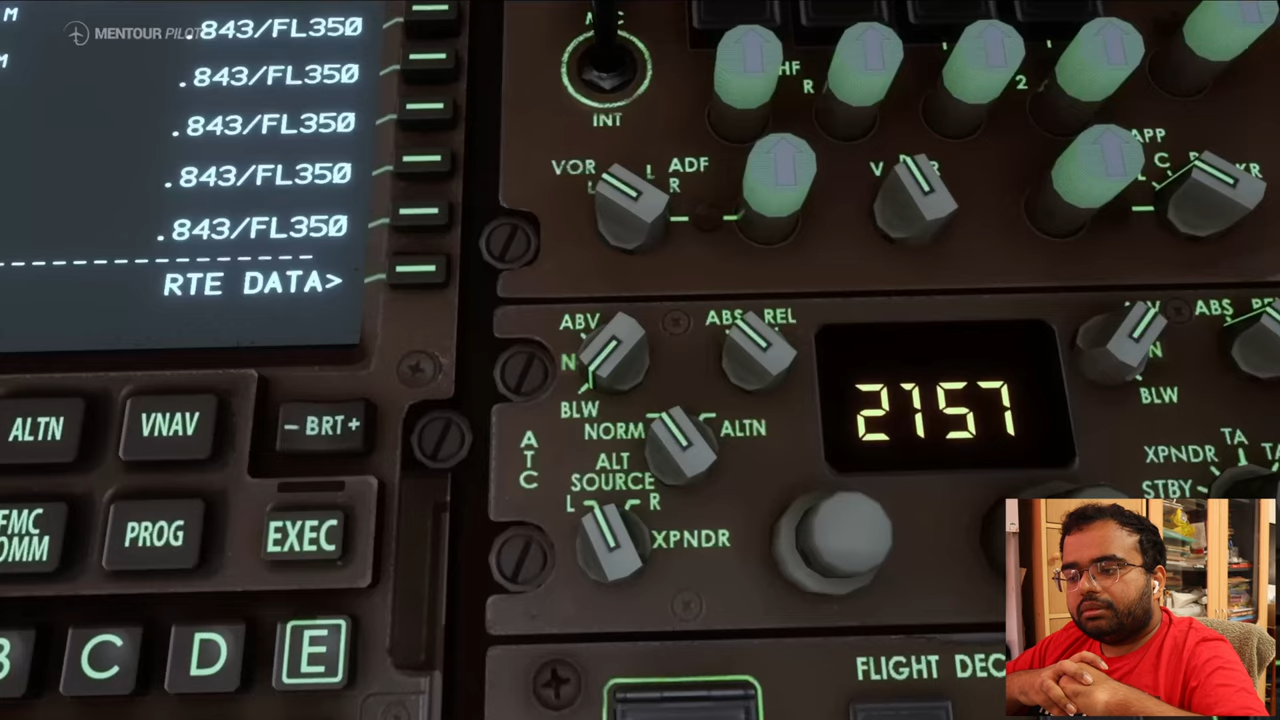 M
MENTOUR PILOT
.843/FL350
M
.843/FL350
.843/FL350
.843/FL350
.843/FL350
RTE DATA>
ALTN
VNAV
- BRT +
FMC
COMM
PROG
EXEC
B
C
D
E
INT
HF
R
2
VOR
L
ADF
R
APP
ABV
N
BLW
ABS
REL
2157
ABS
N
BLW
NORM
ALTN
ATC
ALT
SOURCE
L
R
XPNDR
TA
XPNDR
STBY
FLIGHT DEC